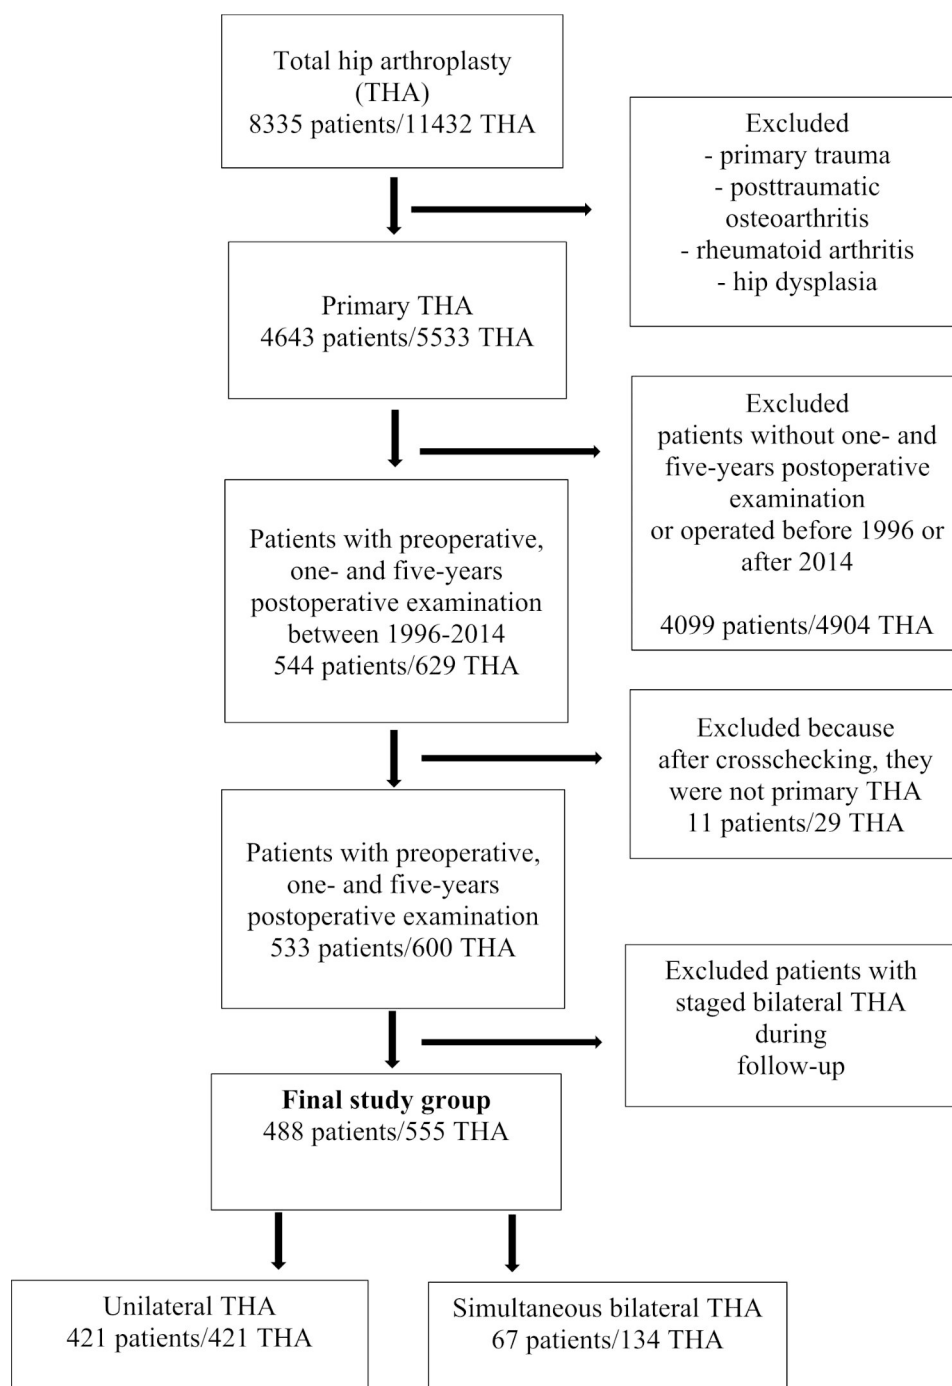 Total hip arthroplasty
(THA)
8335 patients/11432 THA
Excluded
- primary trauma
- posttraumatic
osteoarthritis
- rheumatoid arthritis
- hip dysplasia
Primary THA
4643 patients/5533 THA
Excluded
patients without one- and
five-years postoperative
examination
or operated before 1996 or
after 2014
4099 patients/4904 THA
Patients with preoperative,
one- and five-years
postoperative examination
between 1996-2014
544 patients/629 THA
Excluded because
after crosschecking, they
were not primary THA
11 patients/29 THA
Patients with preoperative,
one- and five-years
postoperative examination
533 patients/600 THA
Excluded patients with
staged bilateral THA
during
follow-up
Final study group
488 patients/555 THA
Unilateral THA
421 patients/421 THA
Simultaneous bilateral THA
67 patients/134 THA